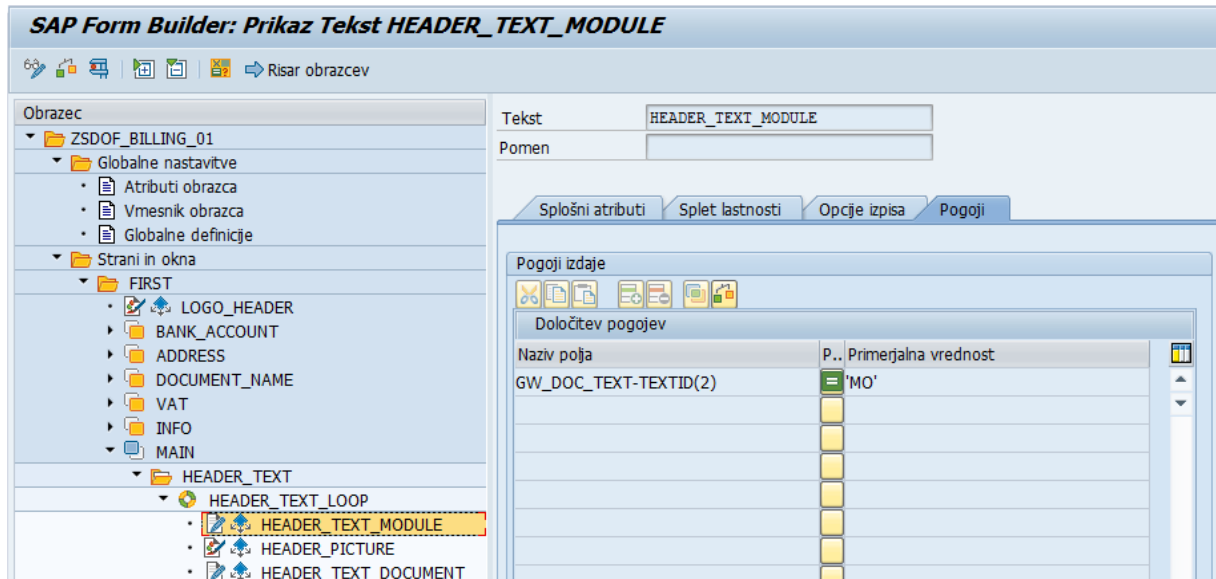 SAP Form Builder: Prikaz Tekst HEADER_TEXT_MODULE
Risar obrazcev
Obrazec
ZSDOF_BILLING_01
Globalne nastavitve
Atributi obrazca
Vmesnik obrazca
Globalne definicije
Strani in okna
FIRST
LOGO_HEADER
BANK_ACCOUNT
ADDRESS
DOCUMENT_NAME
VAT
INFO
MAIN
HEADER_TEXT
HEADER_TEXT_LOOP
HEADER_TEXT_MODULE
HEADER_PICTURE
HEADER_TEXT_DOCUMENT
Tekst HEADER_TEXT_MODULE
Pomen
Splošni atributi Splet lastnosti Opcije izpisa Pogoji
Pogoji izdaje
Določitev pogojev
Naziv polja P.. Primerjalna vrednost
GW_DOC_TEXT-TEXTID(2) = 'MO'